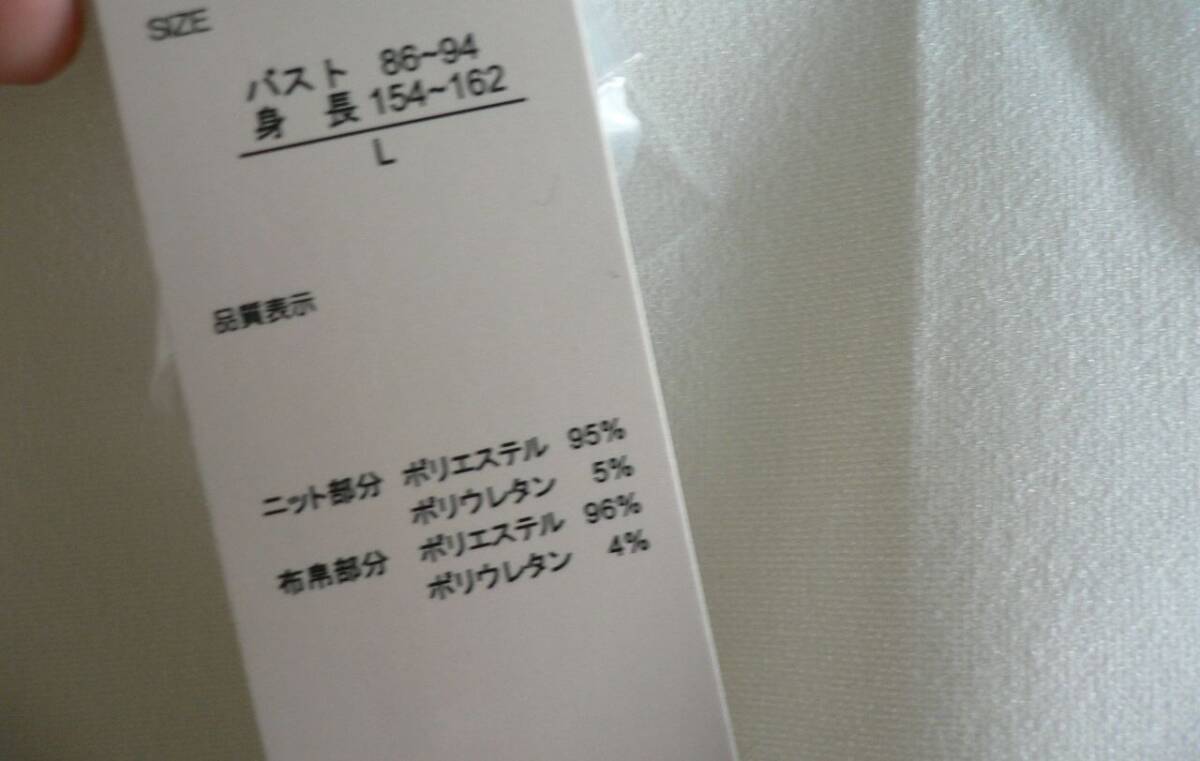 SIZE
バスト 86~94
身 長 154~162
L
品質表示
ニット部分 ポリエステル 95%
ポリウレタン 5%
布帛部分 ポリエステル 96%
ポリウレタン 4%